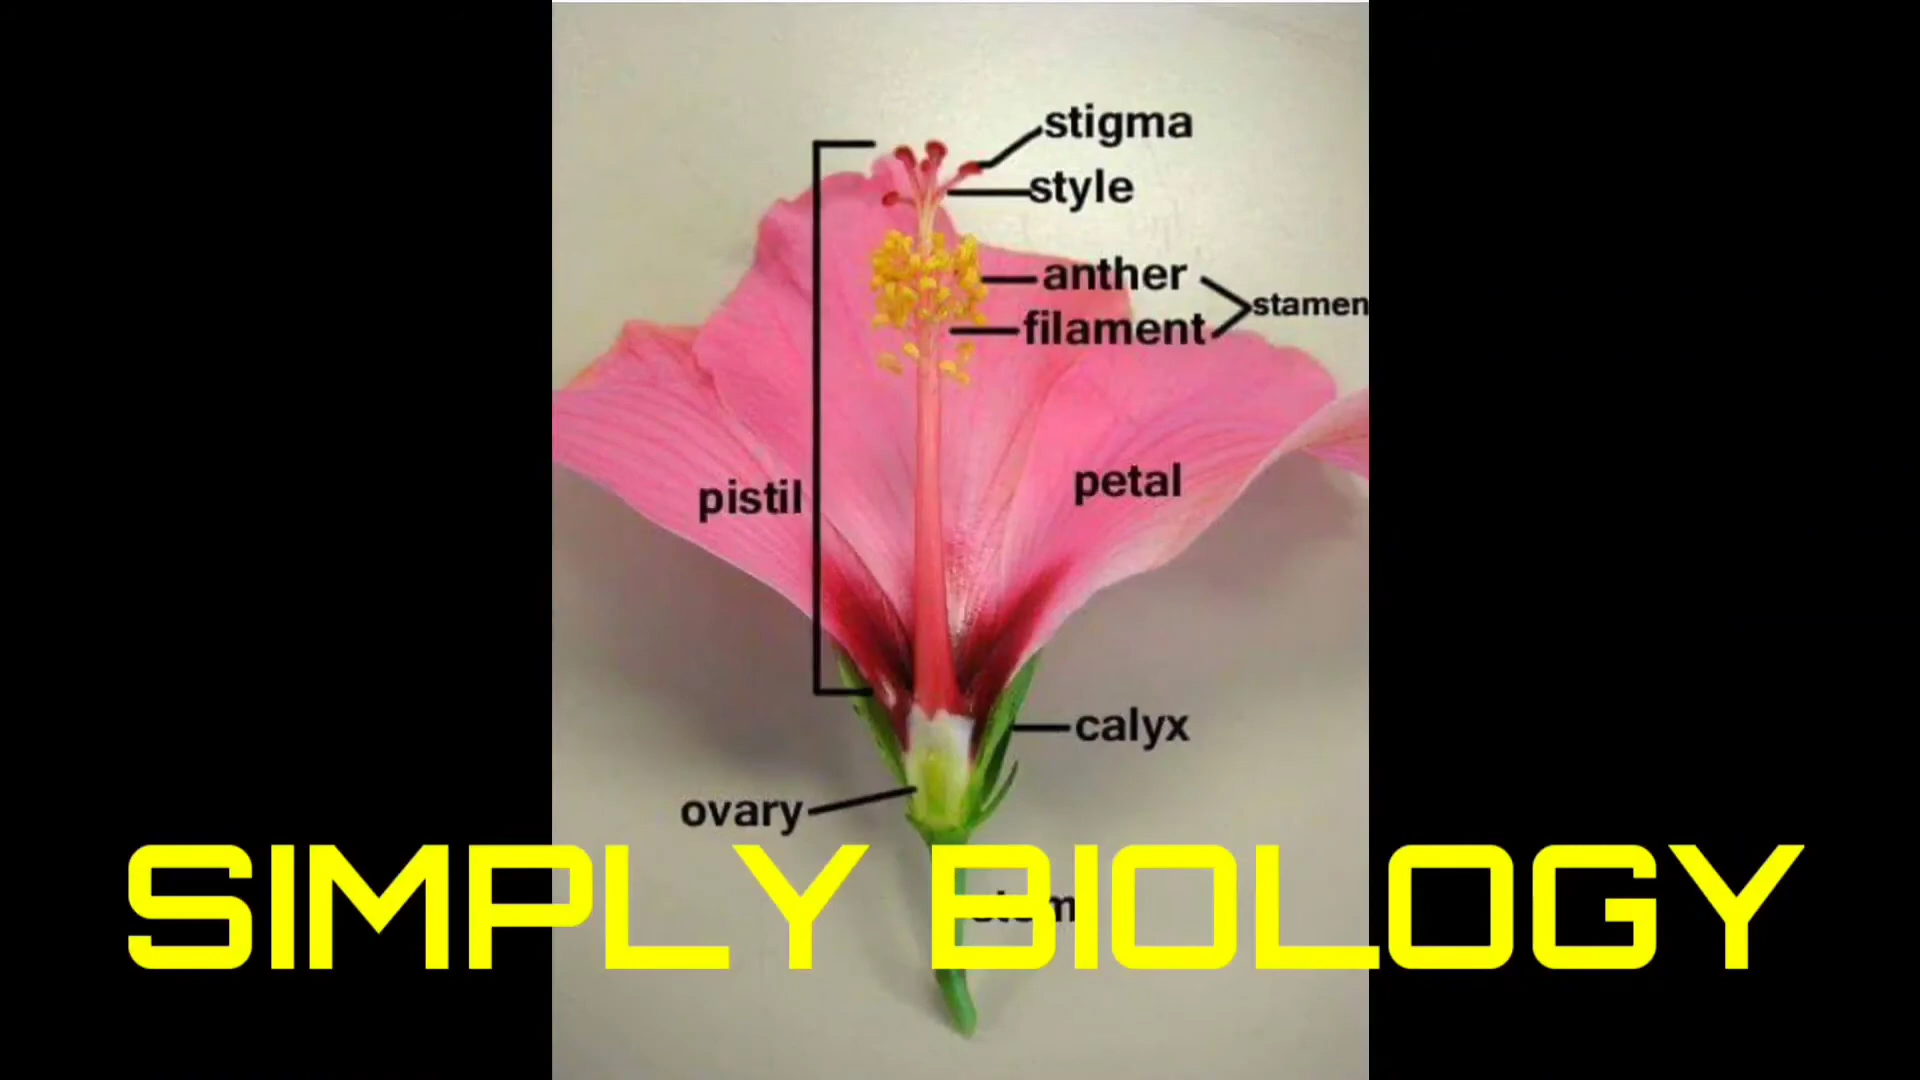 stigma
style
anther
stamen
filament
petal
pistil
calyx
ovary
SIMPLY BIOLOGY